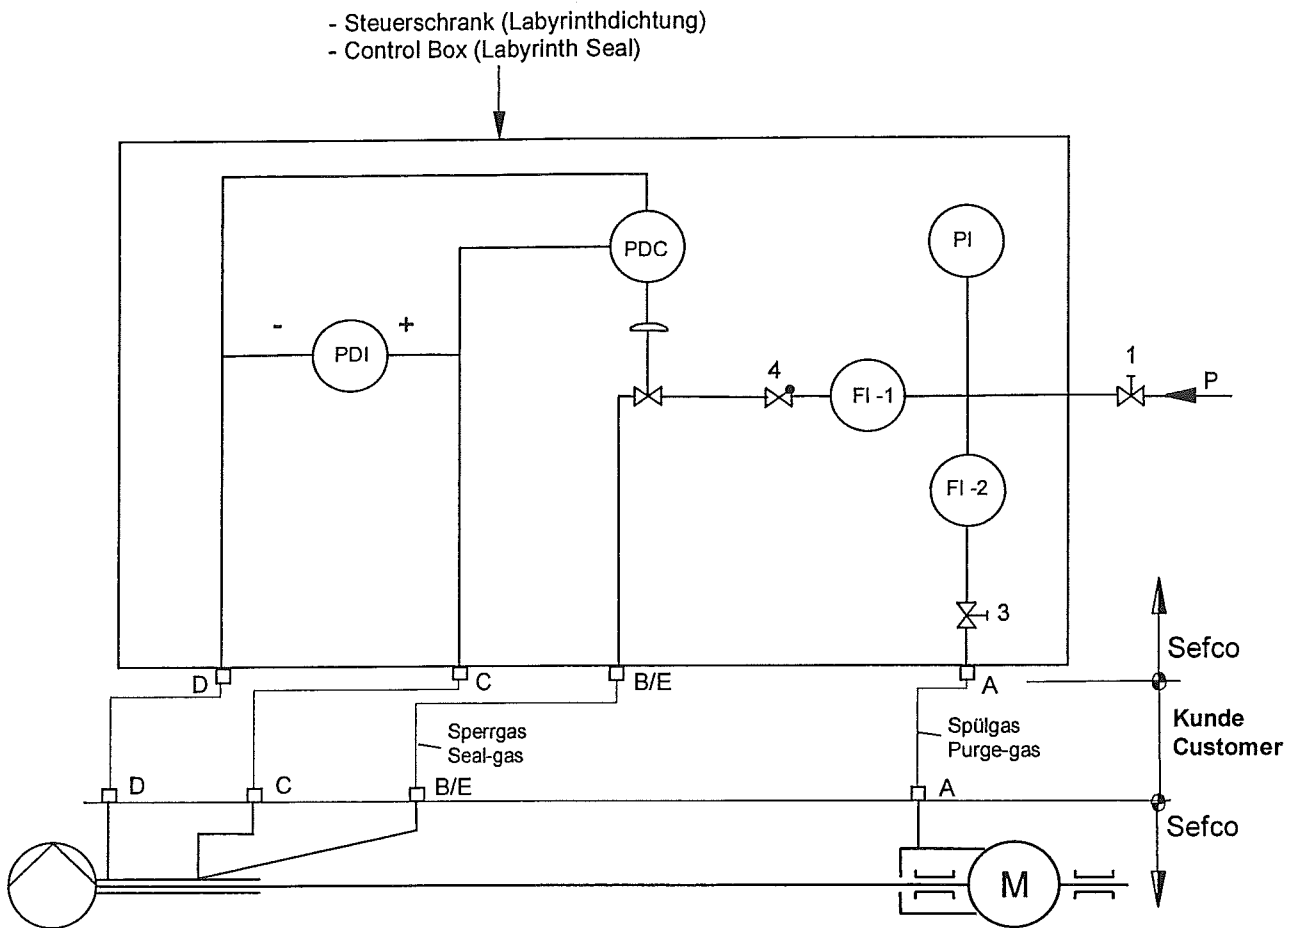 - Steuerschrank (Labyrinthdichtung)
- Control Box (Labyrinth Seal)
PDC
PI
- PDI +
4
FI -1
1
P
FI -2
3
D
C
B/E
A
Sefco
Sperrgas
Seal-gas
Spülgas
Purge-gas
Kunde
Customer
D
C
B/E
A
Sefco
M